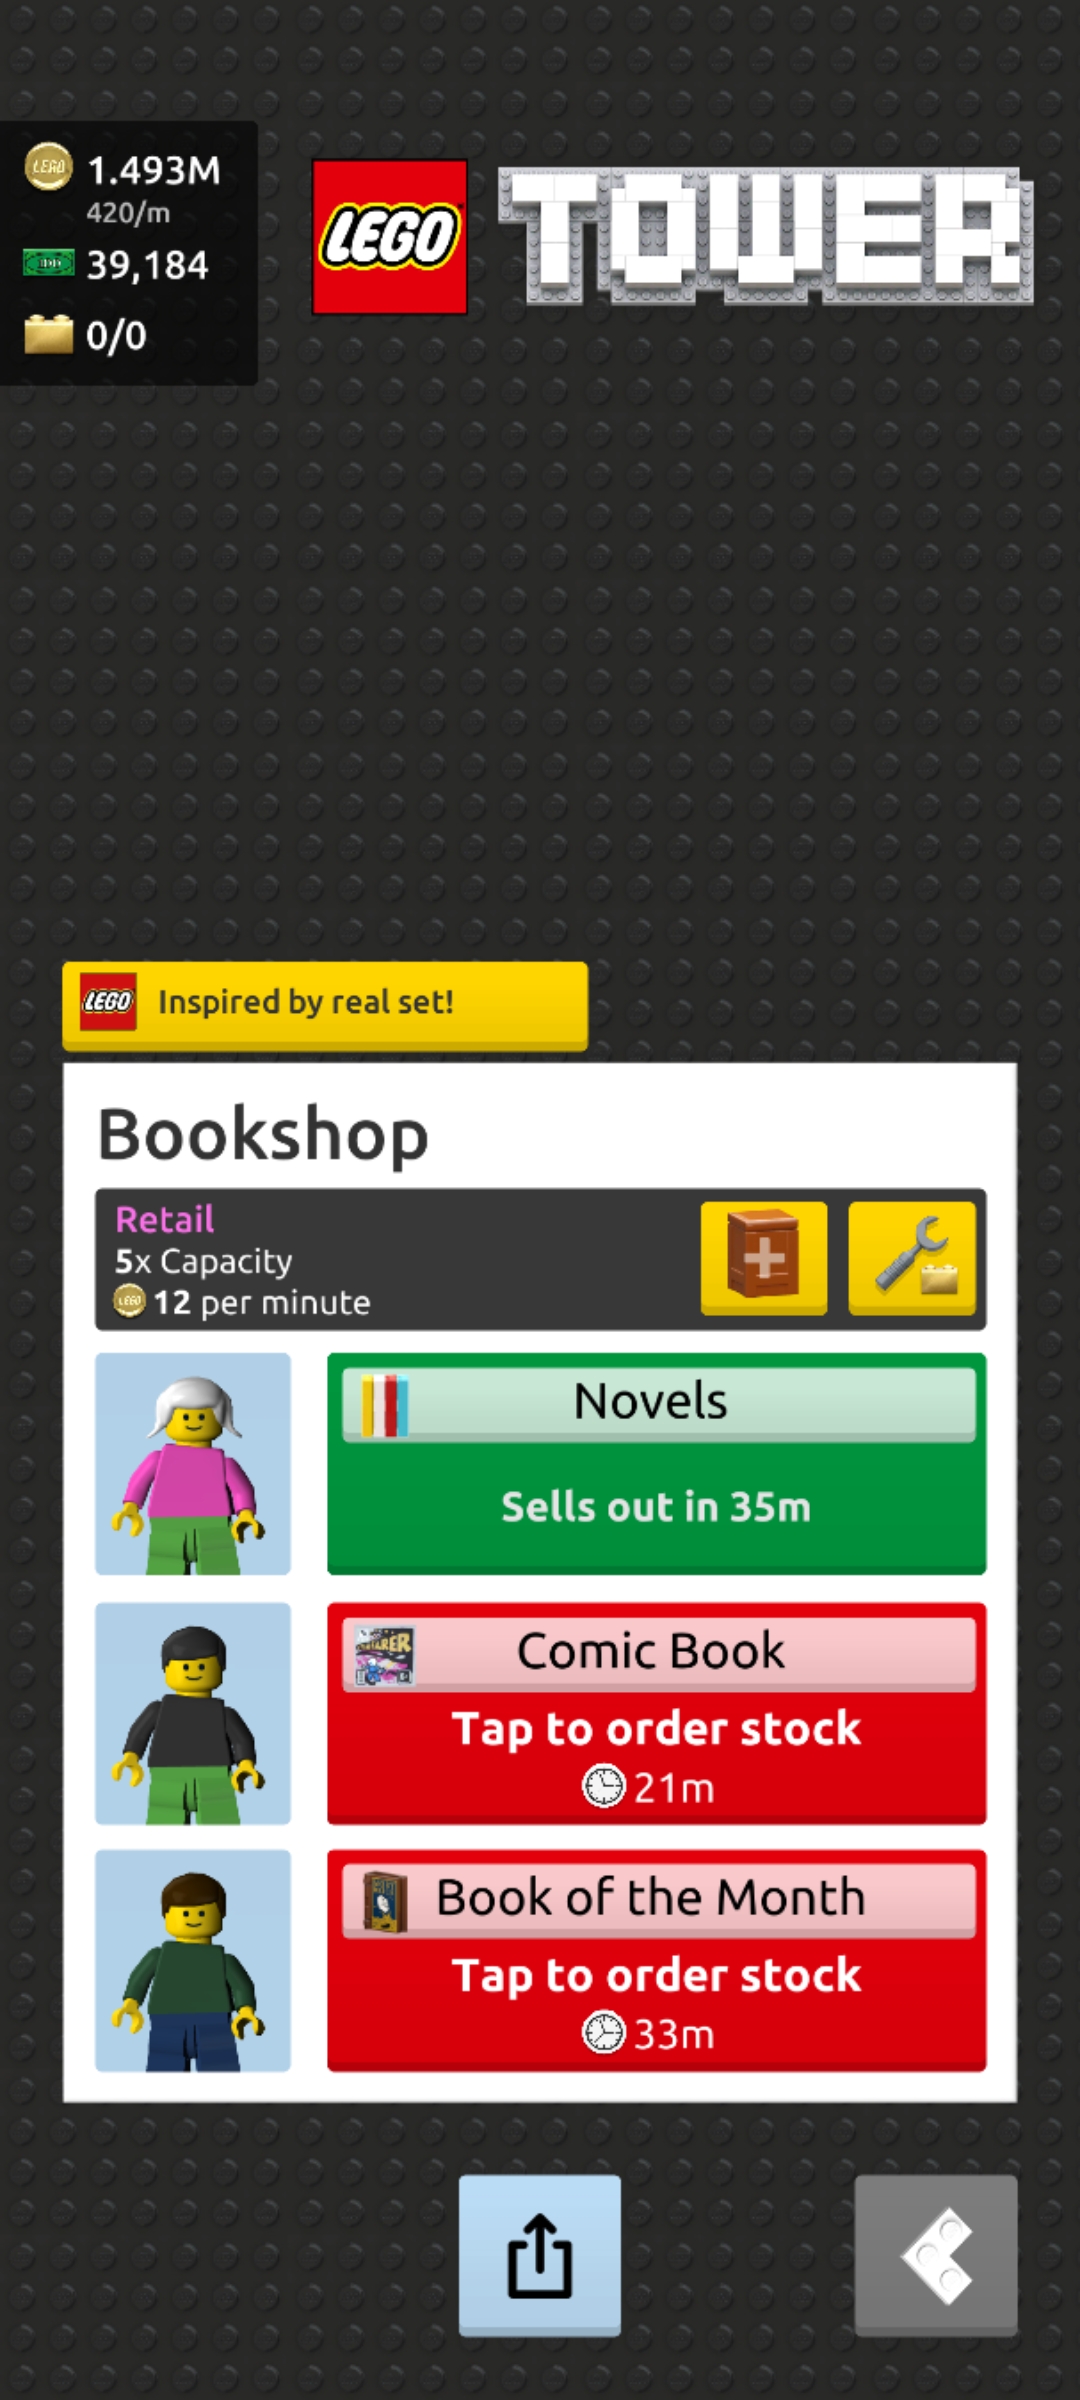 1.493M
420/m
39,184
0/0
LEGO
TOWER
LEGO Inspired by real set!
Bookshop
Retail
5x Capacity
12 per minute
Novels
Sells out in 35m
Comic Book
Tap to order stock
21m
Book of the Month
Tap to order stock
33m